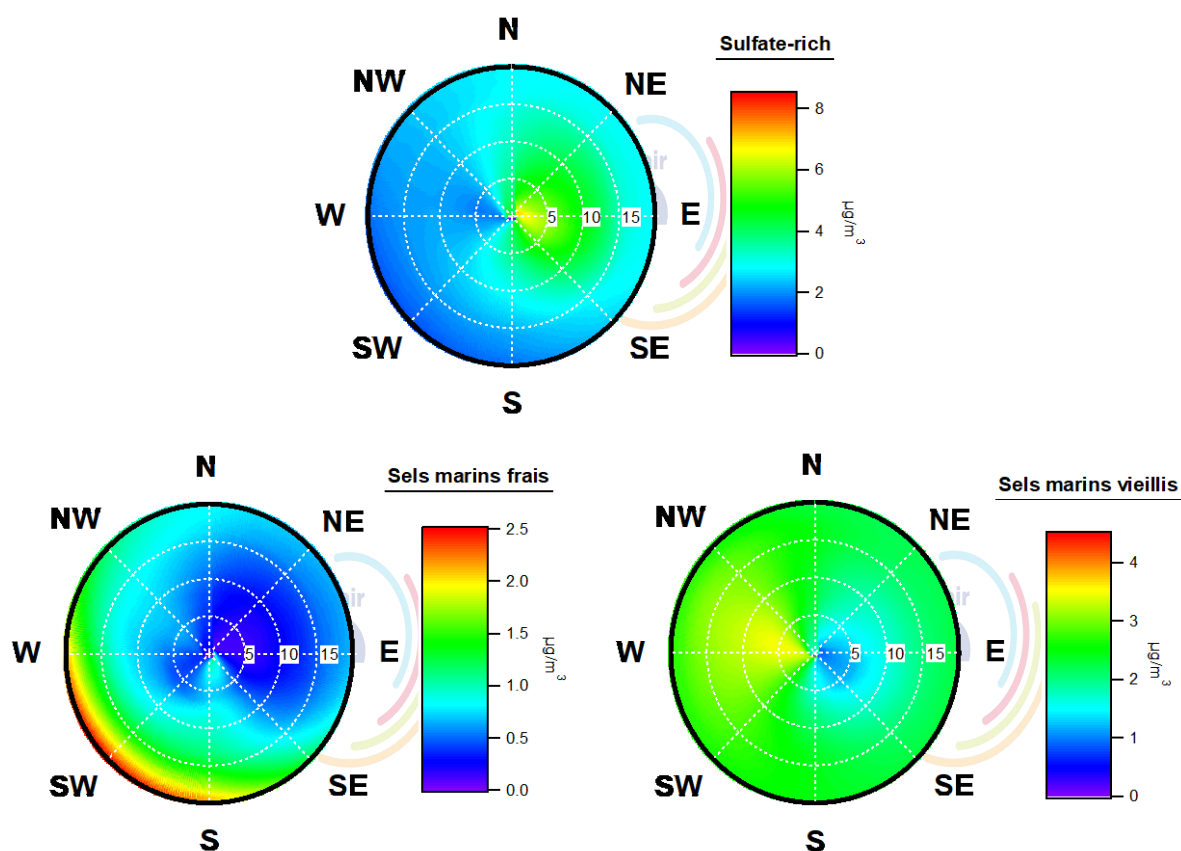 N
Sulfate-rich
NW
NE
8
6
air
W
5
10
15
E
µg/m³
4
2
SW
SE
0
S
N
Sels marins frais
NW
NE
2.5
2.0
air
W
5
10
15
E
1.5
µg/m³
1.0
0.5
SW
SE
0.0
S
N
Sels marins vieillis
NW
NE
4
air
3
W
5
10
15
E
µg/m³
2
1
SW
SE
0
S